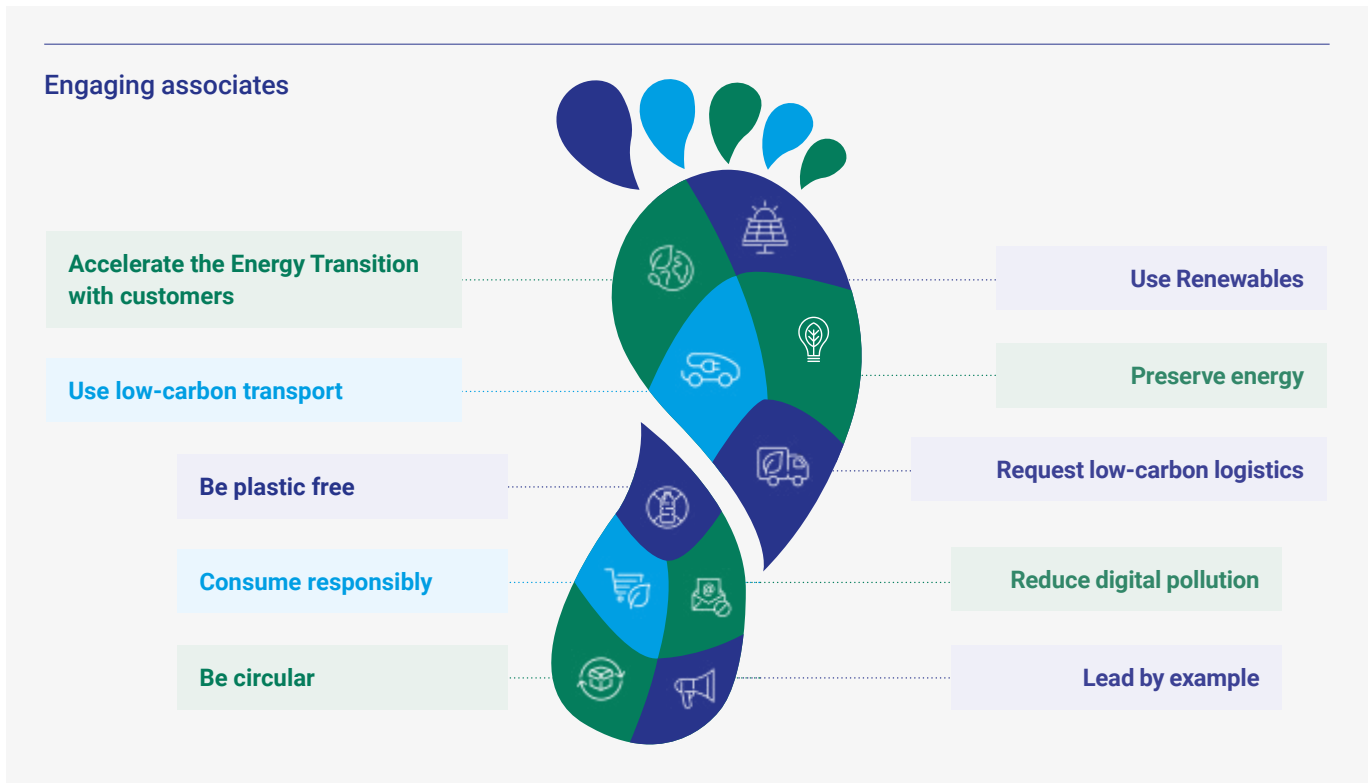 Engaging associates
Accelerate the Energy Transition
with customers
Use low-carbon transport
Be plastic free
Consume responsibly
Be circular
Use Renewables
Preserve energy
Request low-carbon logistics
Reduce digital pollution
Lead by example
@